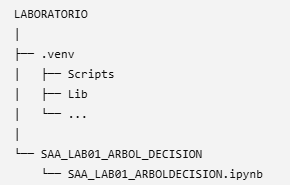 LABORATORIO
│
├── .venv
│   ├── Scripts
│   ├── Lib
│   └── ...
│
└── SAA_LAB01_ARBOL_DECISION
    └── SAA_LAB01_ARBOLDECISION.ipynb